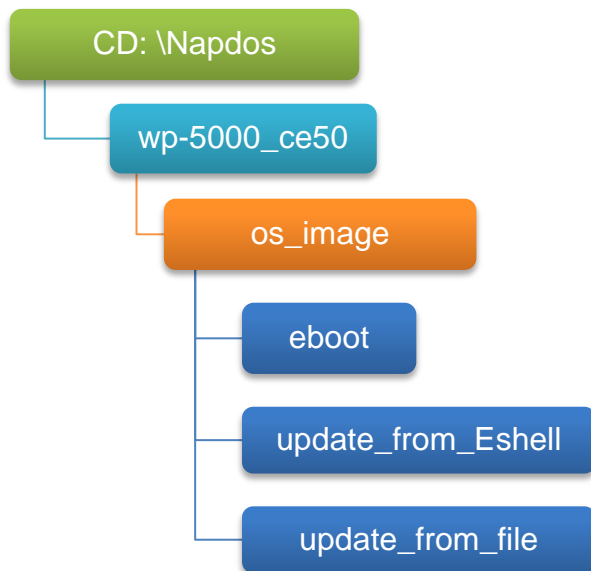 CD: \Napdos
wp-5000_ce50
os_image
eboot
update_from_Eshell
update_from_file